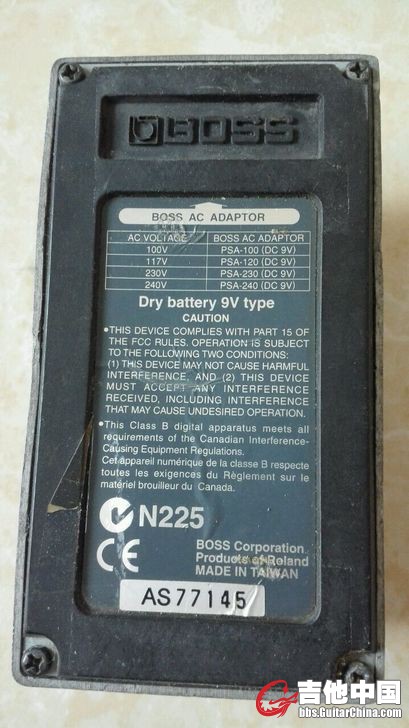 BOSS
BOSS AC ADAPTOR
AC VOLTAGE BOSS AC ADAPTOR
100V PSA-100 (DC 9V)
117V PSA-120 (DC 9V)
230V PSA-230 (DC 9V)
240V PSA-240 (DC 9V)
Dry battery 9V type
CAUTION
•THIS DEVICE COMPLIES WITH PART 15 OF
THE FCC RULES. OPERATION IS SUBJECT
TO THE FOLLOWING TWO CONDITIONS:
(1) THIS DEVICE MAY NOT CAUSE HARMFUL
INTERFERENCE, AND (2) THIS DEVICE
MUST ACCEPT ANY INTERFERENCE
RECEIVED, INCLUDING INTERFERENCE
THAT MAY CAUSE UNDESIRED OPERATION.
•This Class B digital apparatus meets all
requirements of the Canadian Interference-
Causing Equipment Regulations.
Cet appareil numérique de la classe B respecte
toutes les exigences du Règlement sur le
matériel brouilleur du Canada.
N225
CE
BOSS Corporation
Products of Roland
MADE IN TAIWAN
AS77145
吉他中国
bbs.GuitarChina.com